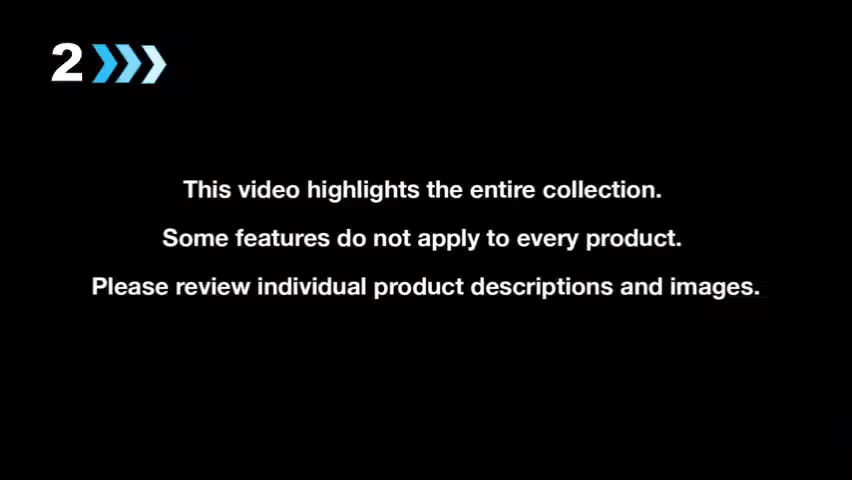 2
This video highlights the entire collection.
Some features do not apply to every product.
Please review individual product descriptions and images.